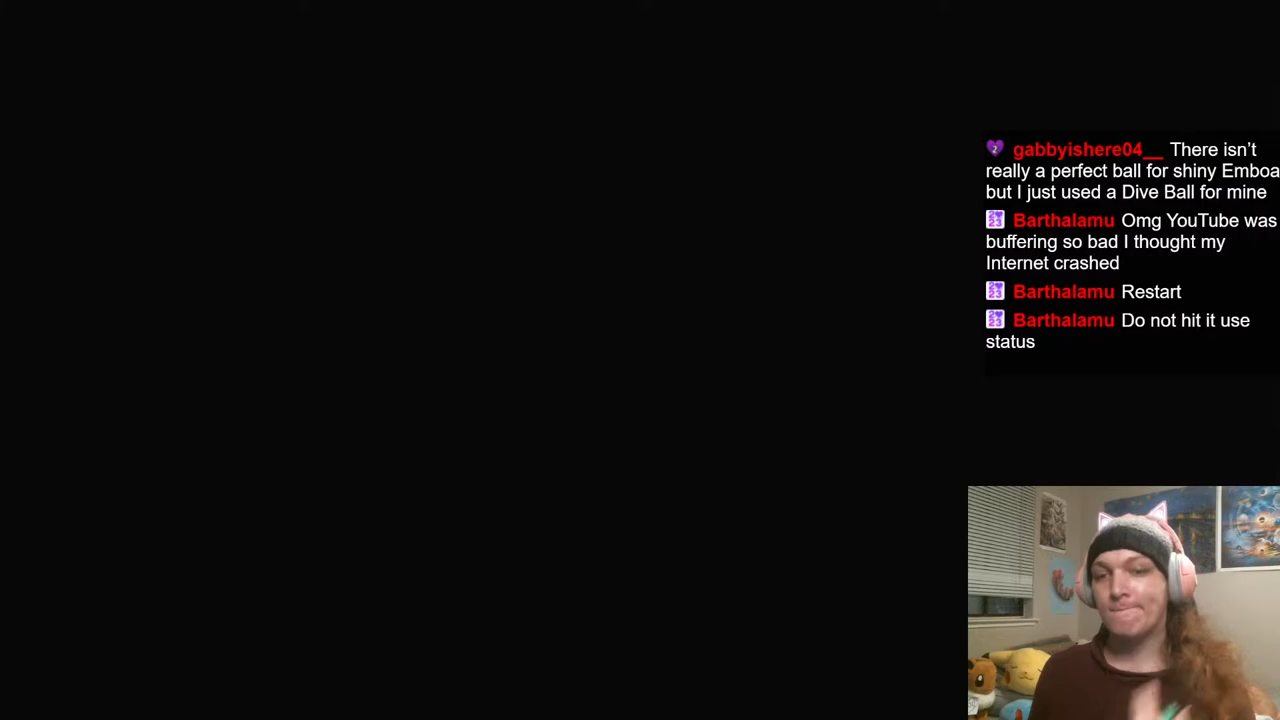 gabbyishere04__ There isn't
really a perfect ball for shiny Emboa
but I just used a Dive Ball for mine
Barthalamu Omg YouTube was
buffering so bad I thought my
Internet crashed
Barthalamu Restart
Barthalamu Do not hit it use
status